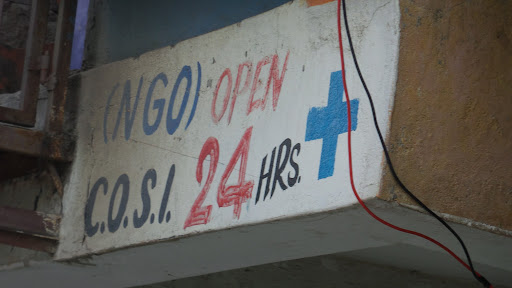 (NGO) OPEN
C.O.S.I. 24 HRS.